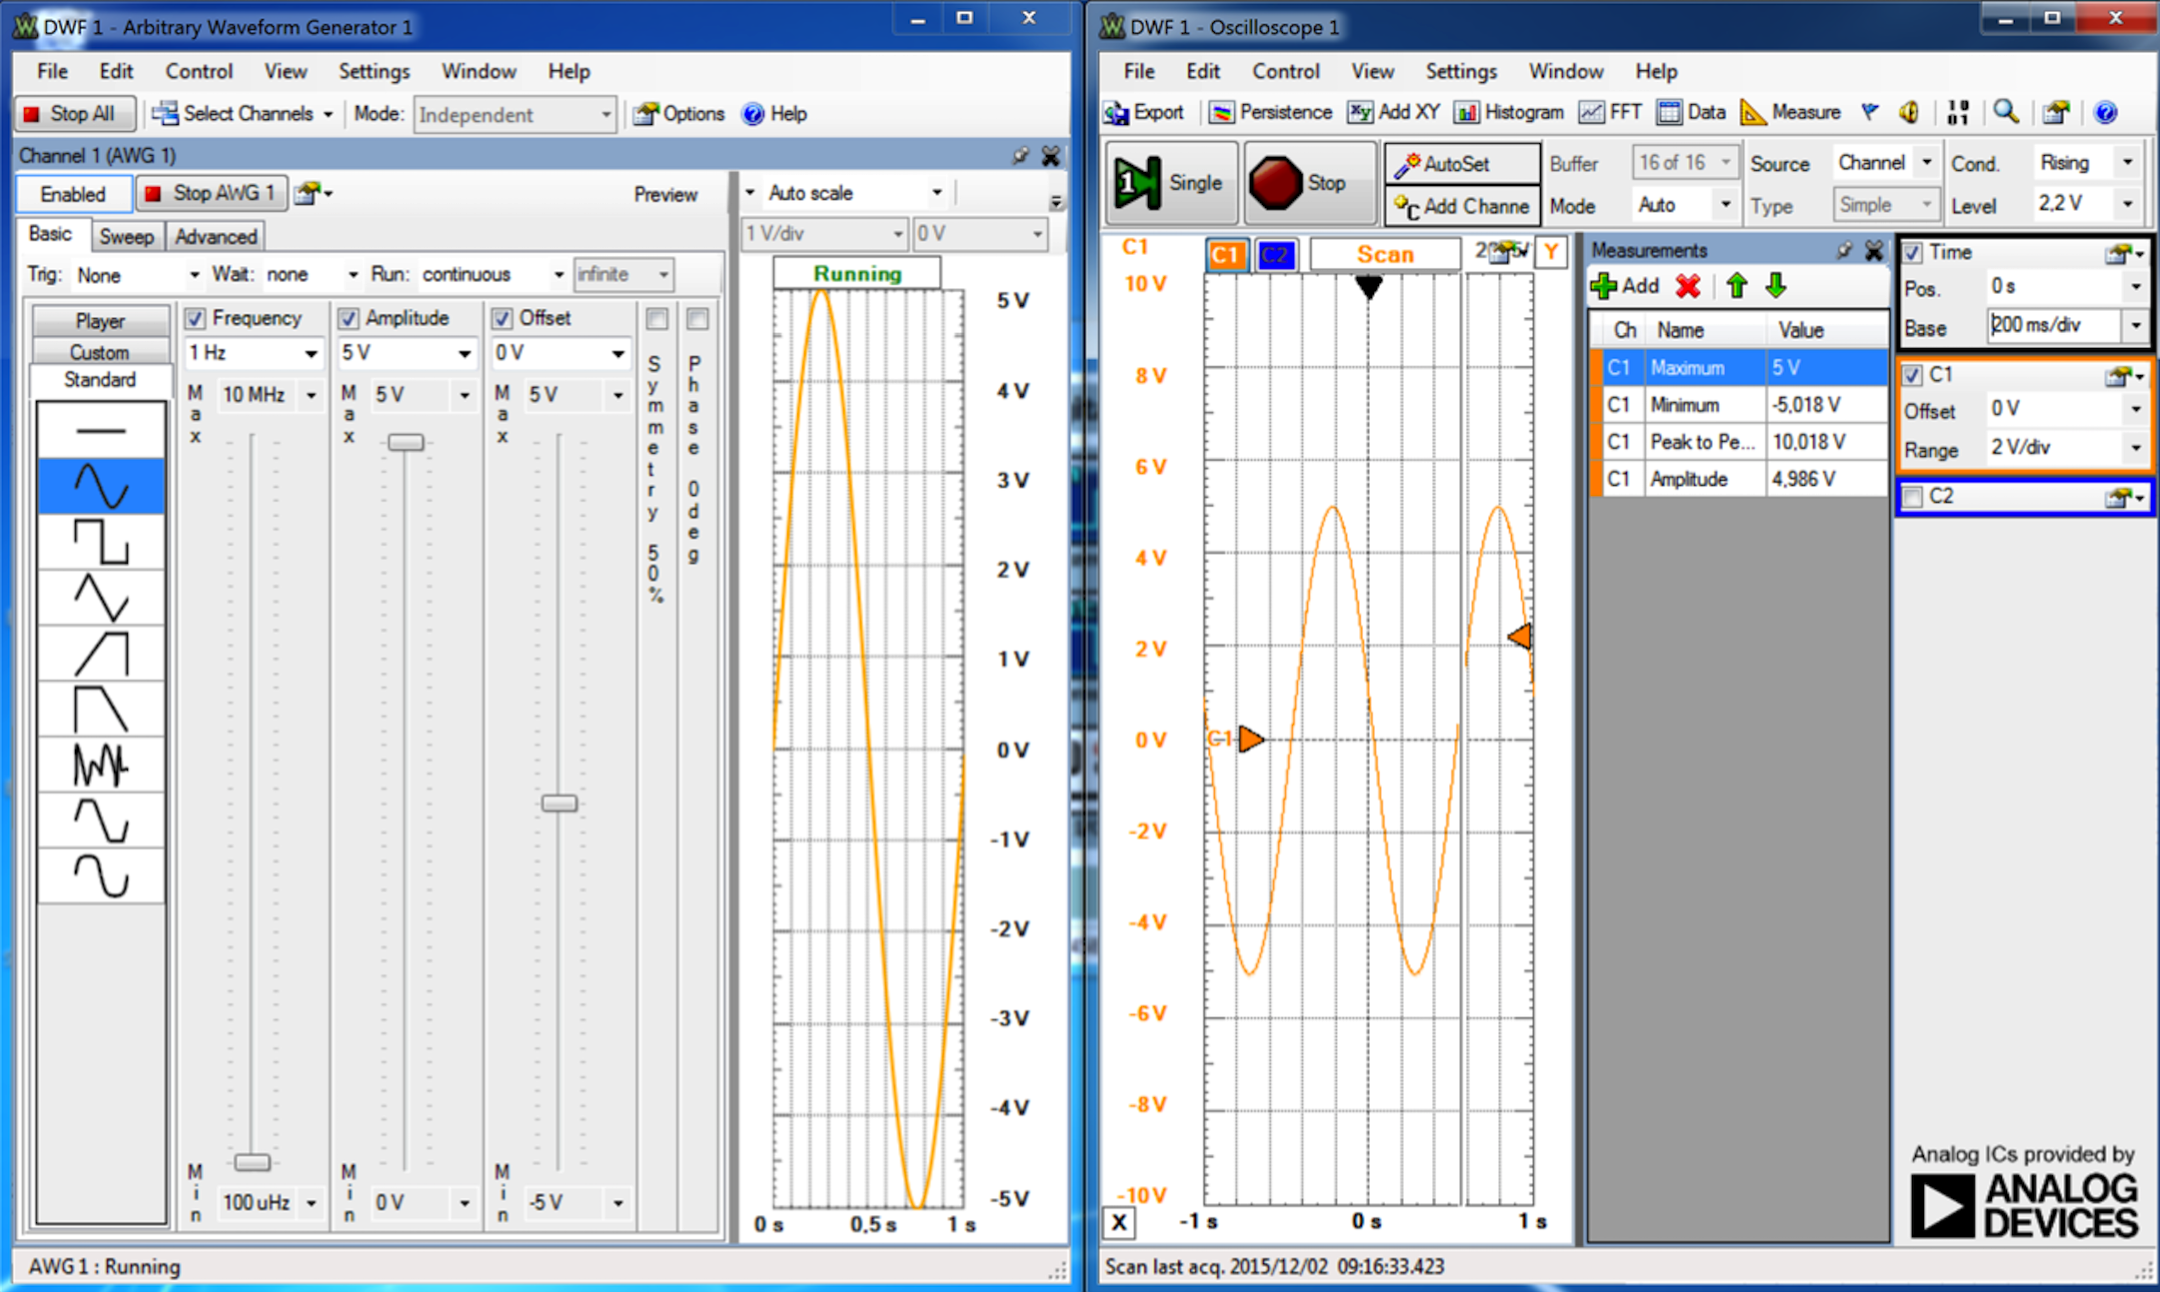 DWF 1 - Arbitrary Waveform Generator 1
File Edit Control View Settings Window Help
Stop All Select Channels Mode: Independent Options Help
Channel 1 (AWG 1)
Enabled Stop AWG 1 Preview Auto scale
Basic Sweep Advanced 1 V/div 0 V
Trig: None Wait: none Run: continuous infinite
Running
Player Frequency Amplitude Offset
Custom 1 Hz 5 V 0 V
Standard
Max 10 MHz Max 5 V Max 5 V
Symmetry 50%
Phase 0 deg
Min 100 uHz Min 0 V Min -5 V
5 V
4 V
3 V
2 V
1 V
0 V
-1 V
-2 V
-3 V
-4 V
-5 V
0 s 0,5 s 1 s
AWG 1 : Running
DWF 1 - Oscilloscope 1
File Edit Control View Settings Window Help
Export Persistence Xy Add XY Histogram FFT Data Measure
1 Single Stop AutoSet Buffer 16 of 16 Source Channel Cond. Rising
Add Channe Mode Auto Type Simple Level 2,2 V
C1 C1 C2 Scan Y
10 V
8 V
6 V
4 V
2 V
0 V
-2 V
-4 V
-6 V
-8 V
-10 V
C1
X -1 s 0 s 1 s
Measurements
Add
Ch Name Value
C1 Maximum 5 V
C1 Minimum -5,018 V
C1 Peak to Pe... 10,018 V
C1 Amplitude 4,986 V
Time
Pos. 0 s
Base 200 ms/div
C1
Offset 0 V
Range 2 V/div
C2
Analog ICs provided by
ANALOG
DEVICES
Scan last acq. 2015/12/02 09:16:33.423